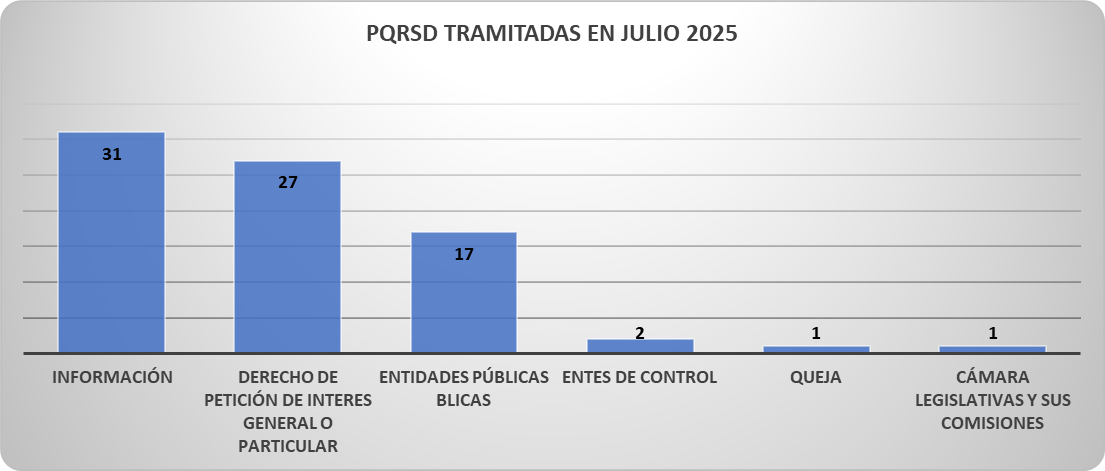 PQRSD TRAMITADAS EN JULIO 2025
31
27
17
2
1
1
INFORMACIÓN
DERECHO DE
PETICIÓN DE INTERES
GENERAL O
PARTICULAR
ENTIDADES PÚBLICAS
BLICAS
ENTES DE CONTROL
QUEJA
CÁMARA
LEGISLATIVAS Y SUS
COMISIONES